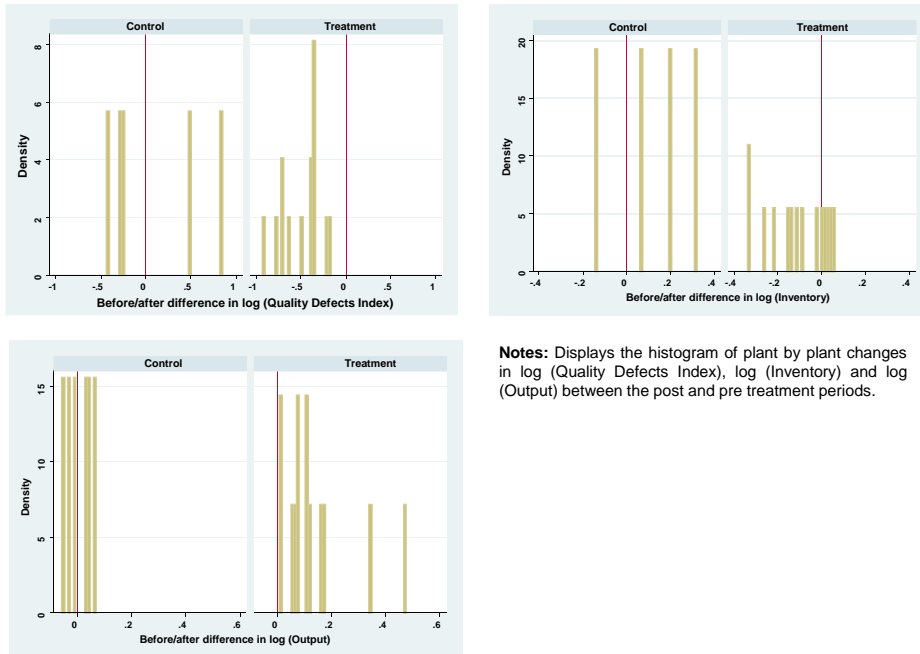 Control Treatment
Density
8
6
4
2
0
-1 -.5 0 .5 1 -1 -.5 0 .5 1
Before/after difference in log (Quality Defects Index)
Control Treatment
Density
20
15
10
5
0
-.4 -.2 0 .2 .4 -.4 -.2 0 .2 .4
Before/after difference in log (Inventory)
Control Treatment
Density
15
10
5
0
0 .2 .4 .6 0 .2 .4 .6
Before/after difference in log (Output)
Notes: Displays the histogram of plant by plant changes
in log (Quality Defects Index), log (Inventory) and log
(Output) between the post and pre treatment periods.